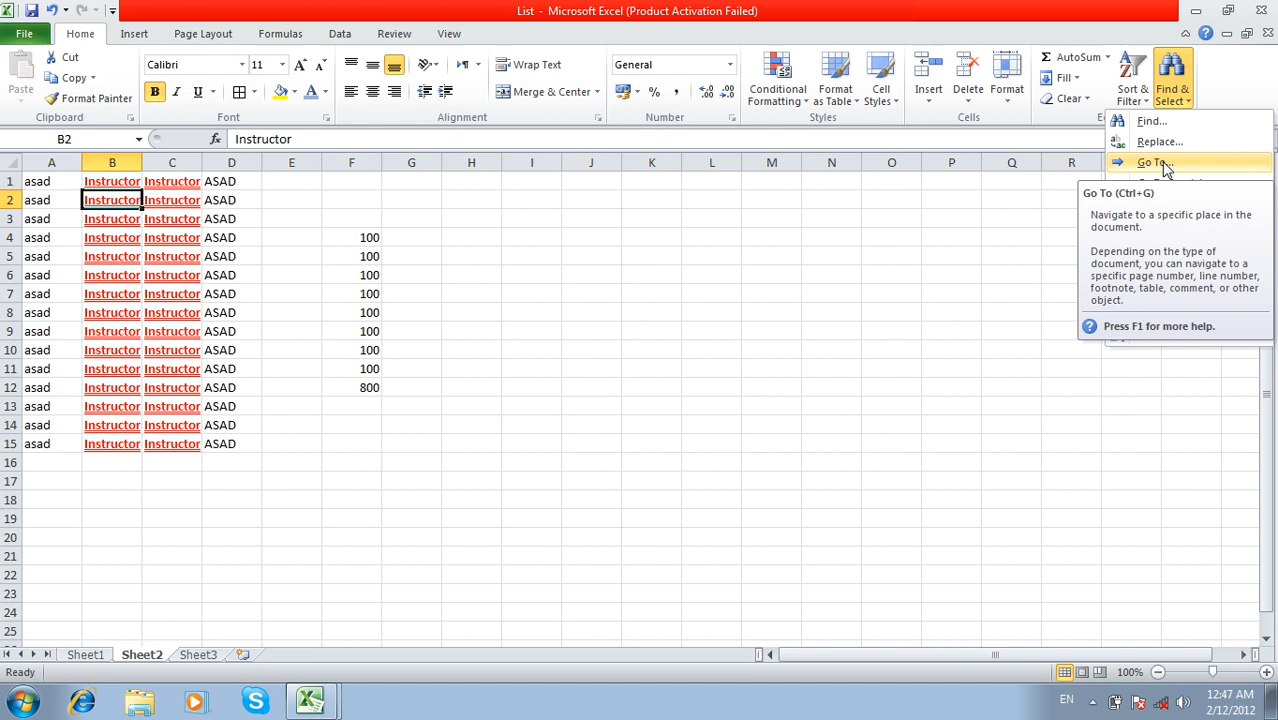 List - Microsoft Excel (Product Activation Failed)
File Home Insert Page Layout Formulas Data Review View
Paste Cut Copy Format Painter
Calibri 11
B I U A A A
Wrap Text
Merge & Center
General
% ,
Conditional Formatting Format as Table Cell Styles
Insert Delete Format
Σ AutoSum
Fill
Clear
Sort & Filter Find & Select
Clipboard Font Alignment Number Styles Cells
B2 fx Instructor
Find...
Replace...
Go To...
Go To (Ctrl+G)
Navigate to a specific place in the
document.
Depending on the type of
document, you can navigate to a
specific page number, line number,
footnote, table, comment, or other
object.
Press F1 for more help.
A B C D E F G H I J K L M N O P Q R
1 asad Instructor Instructor ASAD
2 asad Instructor Instructor ASAD
3 asad Instructor Instructor ASAD
4 asad Instructor Instructor ASAD 100
5 asad Instructor Instructor ASAD 100
6 asad Instructor Instructor ASAD 100
7 asad Instructor Instructor ASAD 100
8 asad Instructor Instructor ASAD 100
9 asad Instructor Instructor ASAD 100
10 asad Instructor Instructor ASAD 100
11 asad Instructor Instructor ASAD 100
12 asad Instructor Instructor ASAD 800
13 asad Instructor Instructor ASAD
14 asad Instructor Instructor ASAD
15 asad Instructor Instructor ASAD
16
17
18
19
20
21
22
23
24
25
Sheet1 Sheet2 Sheet3
Ready 100%
EN 12:47 AM
2/12/2012